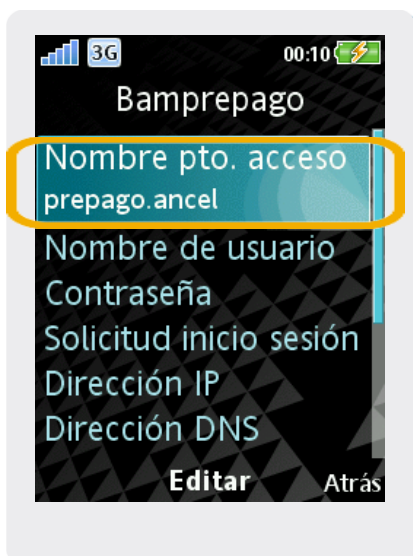 3G 00:10
Bamprepago
Nombre pto. acceso
prepago.ancel
Nombre de usuario
Contraseña
Solicitud inicio sesión
Dirección IP
Dirección DNS
Editar Atrás